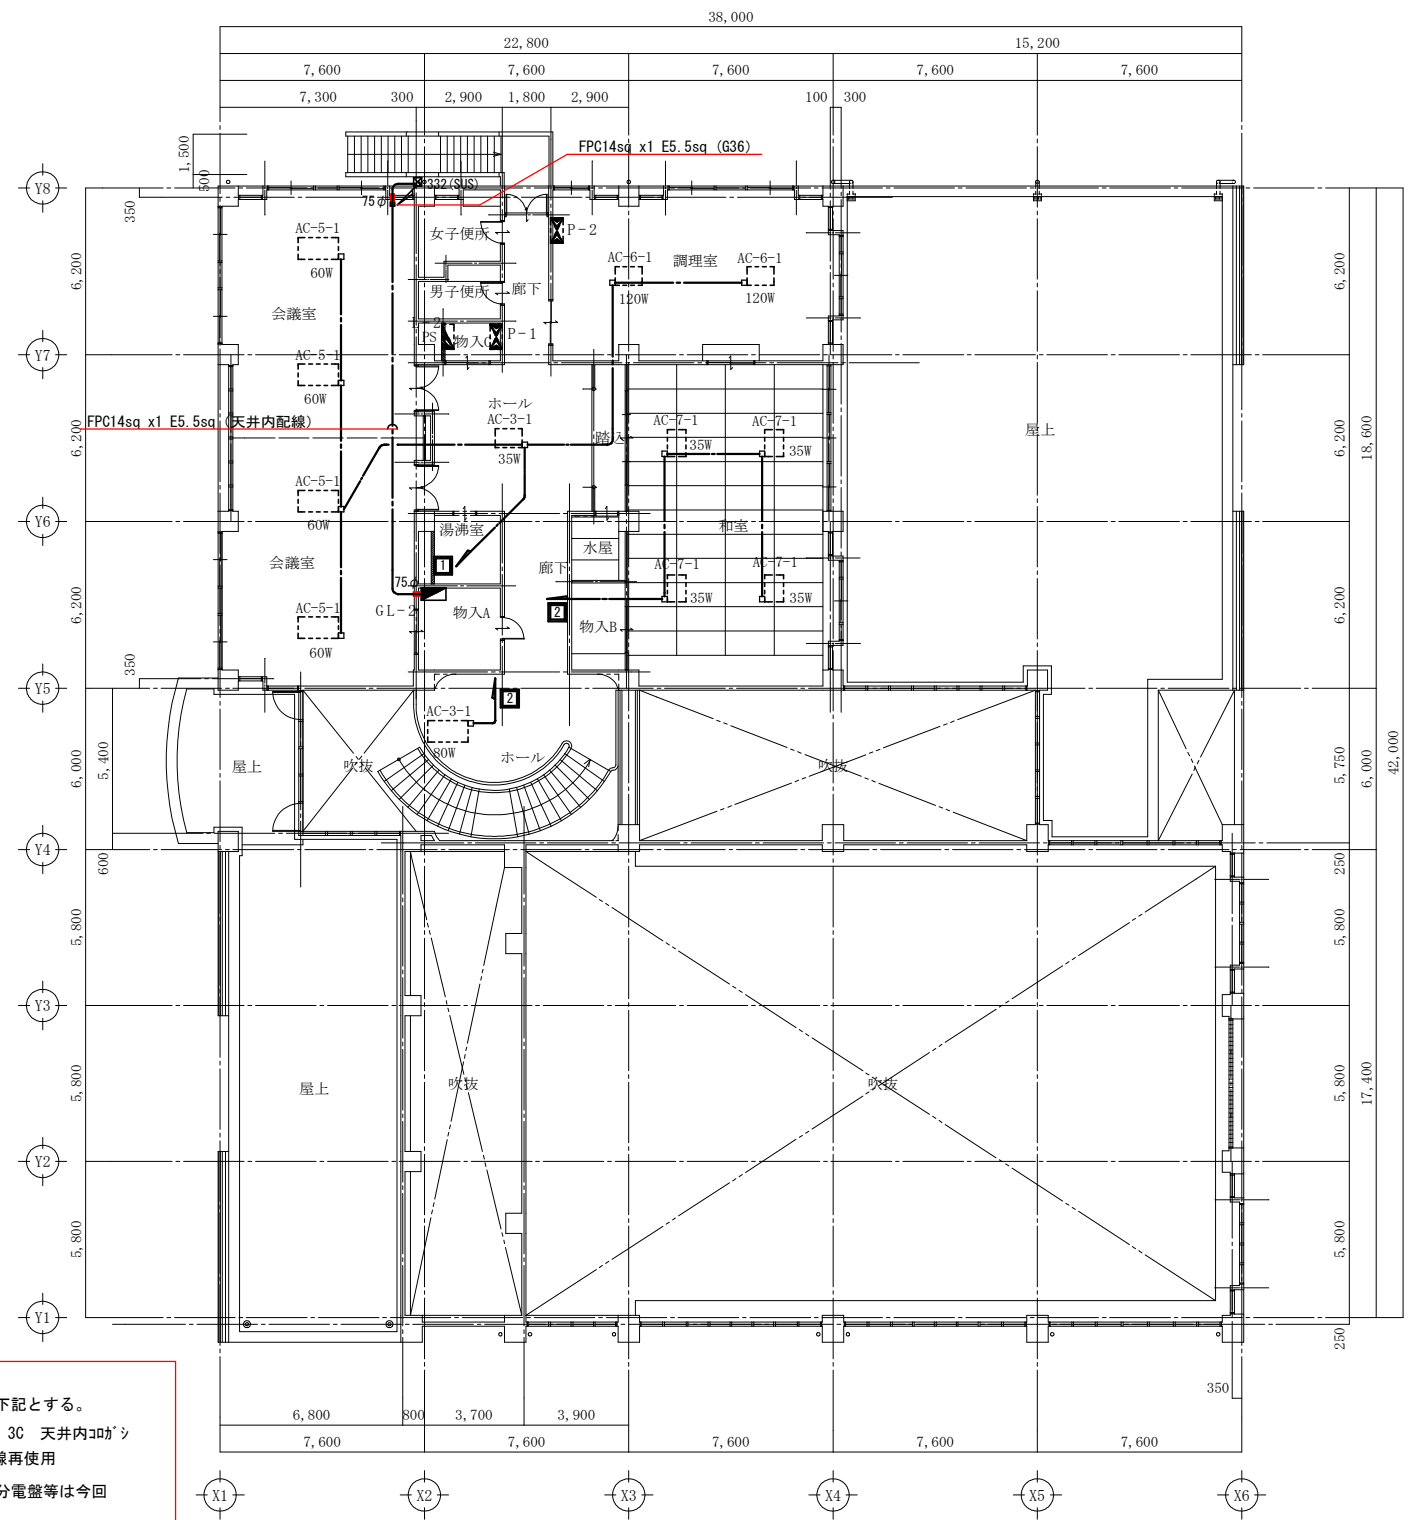 38,000
22,800
15,200
7,600
7,600
7,600
7,600
7,600
7,300
300
2,900
1,800
2,900
100
300
1,500
500
350
FPC14sq x1 E5.5sq (G36)
332(SUS)
75φ
Y8
AC-5-1
60W
女子便所
P-2
AC-6-1
調理室
AC-6-1
120W
120W
6,200
6,200
会議室
男子便所
廊下
PS
物入C
P-1
Y7
AC-5-1
60W
ホール
AC-3-1
35W
踏込
AC-7-1
35W
AC-7-1
35W
屋上
FPC14sq x1 E5.5sq (天井内配線)
6,200
6,200
18,600
AC-5-1
60W
Y6
湯沸室
1
和室
水屋
廊下
会議室
AC-7-1
35W
AC-7-1
35W
75φ
GL-2
物入A
2
物入B
AC-5-1
60W
6,200
6,200
350
Y5
2
AC-3-1
80W
ホール
屋上
吹抜
吹抜
5,400
6,000
5,750
6,000
42,000
Y4
600
250
5,800
5,800
Y3
屋上
吹抜
吹抜
5,800
5,800
17,400
Y2
5,800
5,800
Y1
250
350
下記とする。
3C 天井内ｺﾛｶﾞｼ
線再使用
分電盤等は今回
6,800
800
3,700
3,900
7,600
7,600
7,600
7,600
7,600
X1
X2
X3
X4
X5
X6